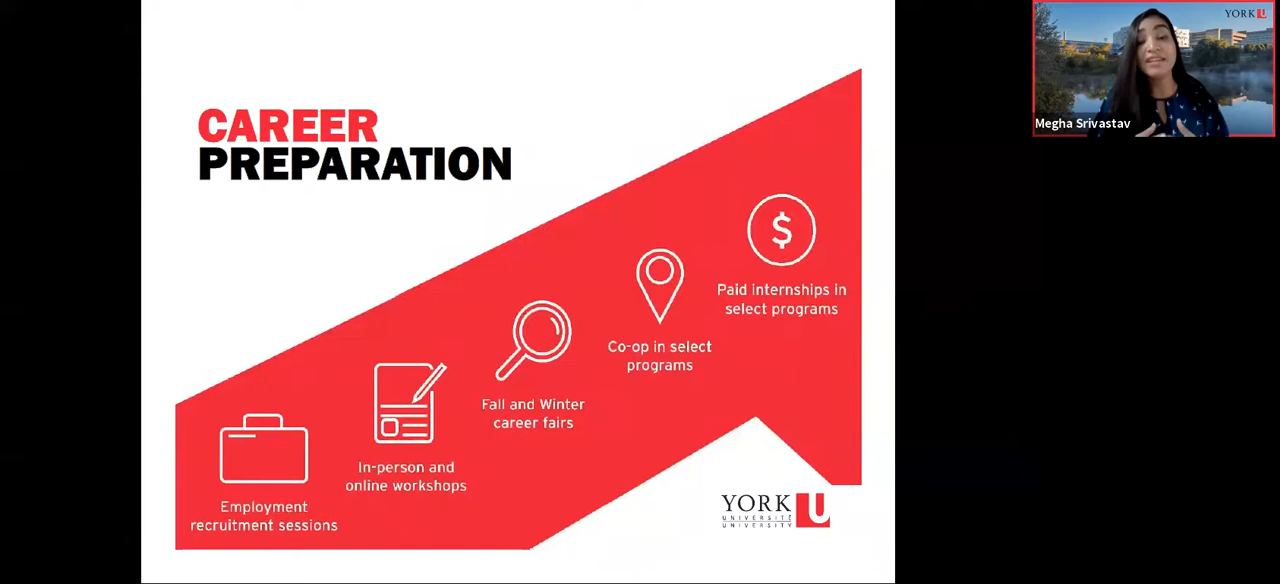 CAREER
PREPARATION
Employment
recruitment sessions
In-person and
online workshops
Fall and Winter
career fairs
Co-op in select
programs
$
Paid internships in
select programs
YORK U
UNIVERSITÉ
UNIVERSITY
YORK U
Megha Srivastav